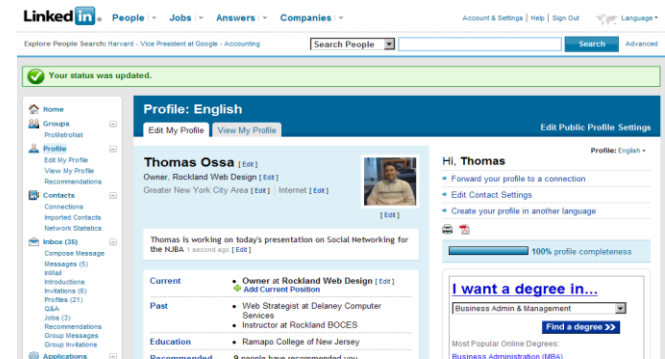 Linked in. People Jobs Answers Companies Account & Settings | Help | Sign Out Language
Explore People Search: Harvard - Vice President at Google - Accounting Search People Search Advanced
Your status was updated.
Home
Groups
ProMetroNet
Profile
Edit My Profile
View My Profile
Recommendations
Contacts
Connections
Imported Contacts
Network Statistics
Inbox (35)
Compose Message
Messages (5)
InMail
Introductions
Invitations (6)
Profiles (21)
Q&A
Jobs (3)
Recommendations
Group Messages
Group Invitations
Applications
Profile: English
Edit My Profile View My Profile Edit Public Profile Settings
Thomas Ossa [Edit]
Owner, Rockland Web Design [Edit]
Greater New York City Area [Edit] | Internet [Edit]
[Edit]
Thomas is working on today's presentation on Social Networking for
the NJBA 1 second ago [Edit]
Current • Owner at Rockland Web Design [Edit]
Add Current Position
Past • Web Strategist at Delaney Computer
Services
• Instructor at Rockland BOCES
Education • Ramapo College of New Jersey
Recommended 9 people have recommended you
Profile: English
Hi, Thomas
Forward your profile to a connection
Edit Contact Settings
Create your profile in another language
100% profile completeness
I want a degree in...
Business Admin & Management
Find a degree >>
Most Popular Online Degrees:
Business Administration (MBA)